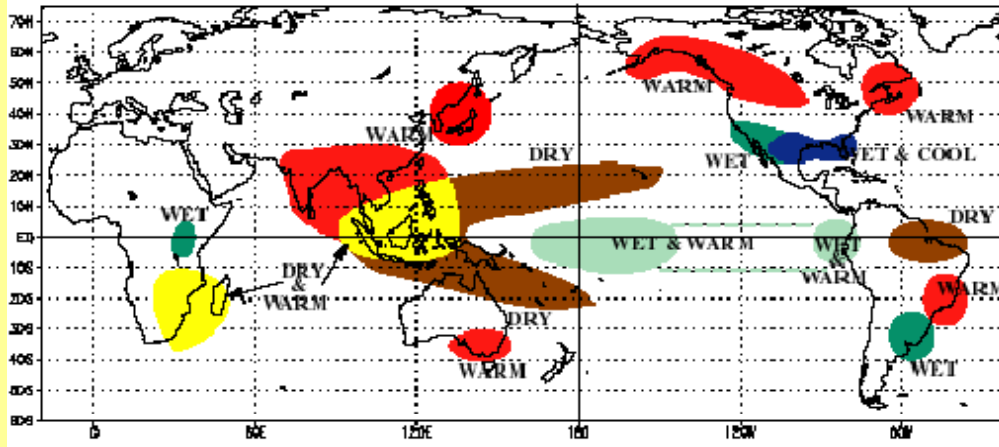 70N
60N
50N
40N
30N
20N
10N
EQ
10S
20S
30S
40S
50S
60S
WARM
WARM
WARM
DRY
WET
WET & COOL
WET
DRY
WET & WARM
WET
&
WARM
DRY
&
WARM
WARM
DRY
WARM
WET
0
60E
120E
180
120W
60W